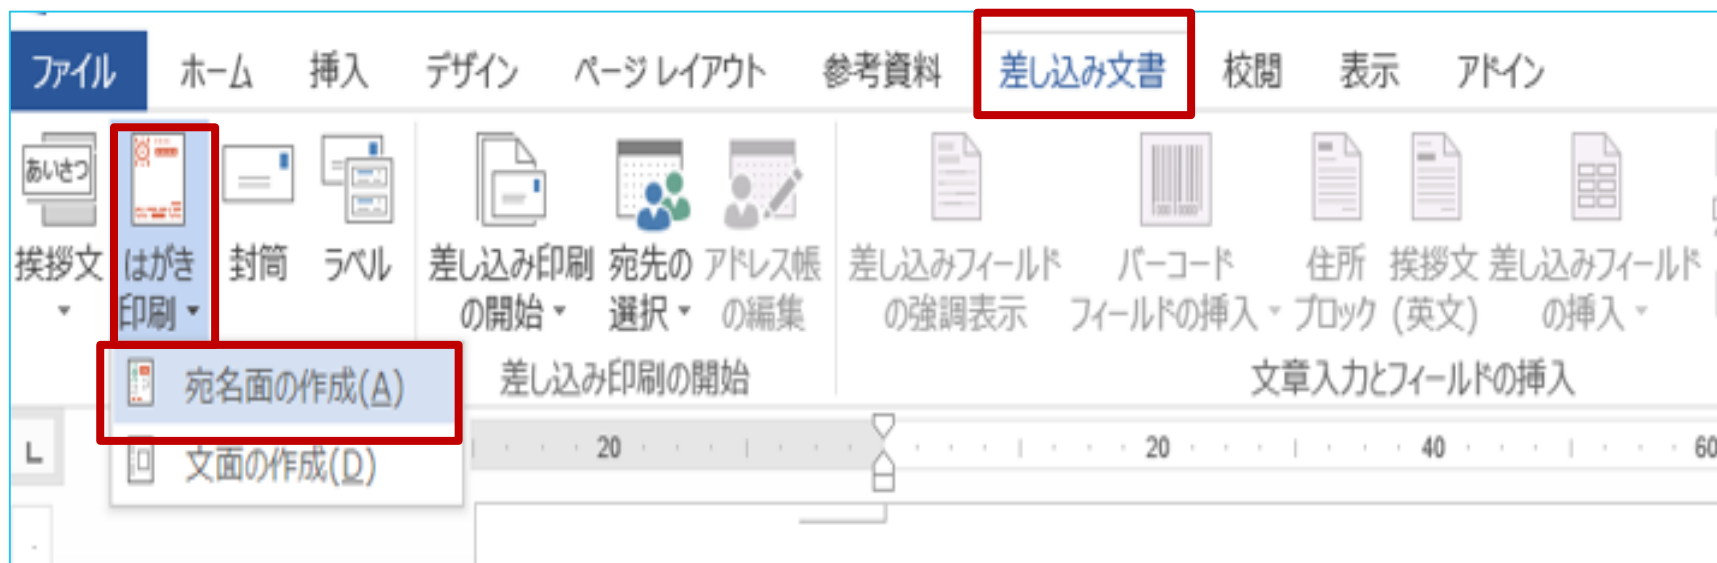 ファイル ホーム 挿入 デザイン ページ レイアウト 参考資料 差し込み文書 校閲 表示 アドイン
あいさつ
挨拶文 はがき 封筒 ラベル 差し込み印刷 宛先の アドレス帳 差し込みフィールド バーコード 住所 挨拶文 差し込みフィールド
印刷 の開始 選択 の編集 の強調表示 フィールドの挿入 ブロック (英文) の挿入
宛名面の作成(A) 差し込み印刷の開始 文章入力とフィールドの挿入
L 20 20 40 60
文面の作成(D)